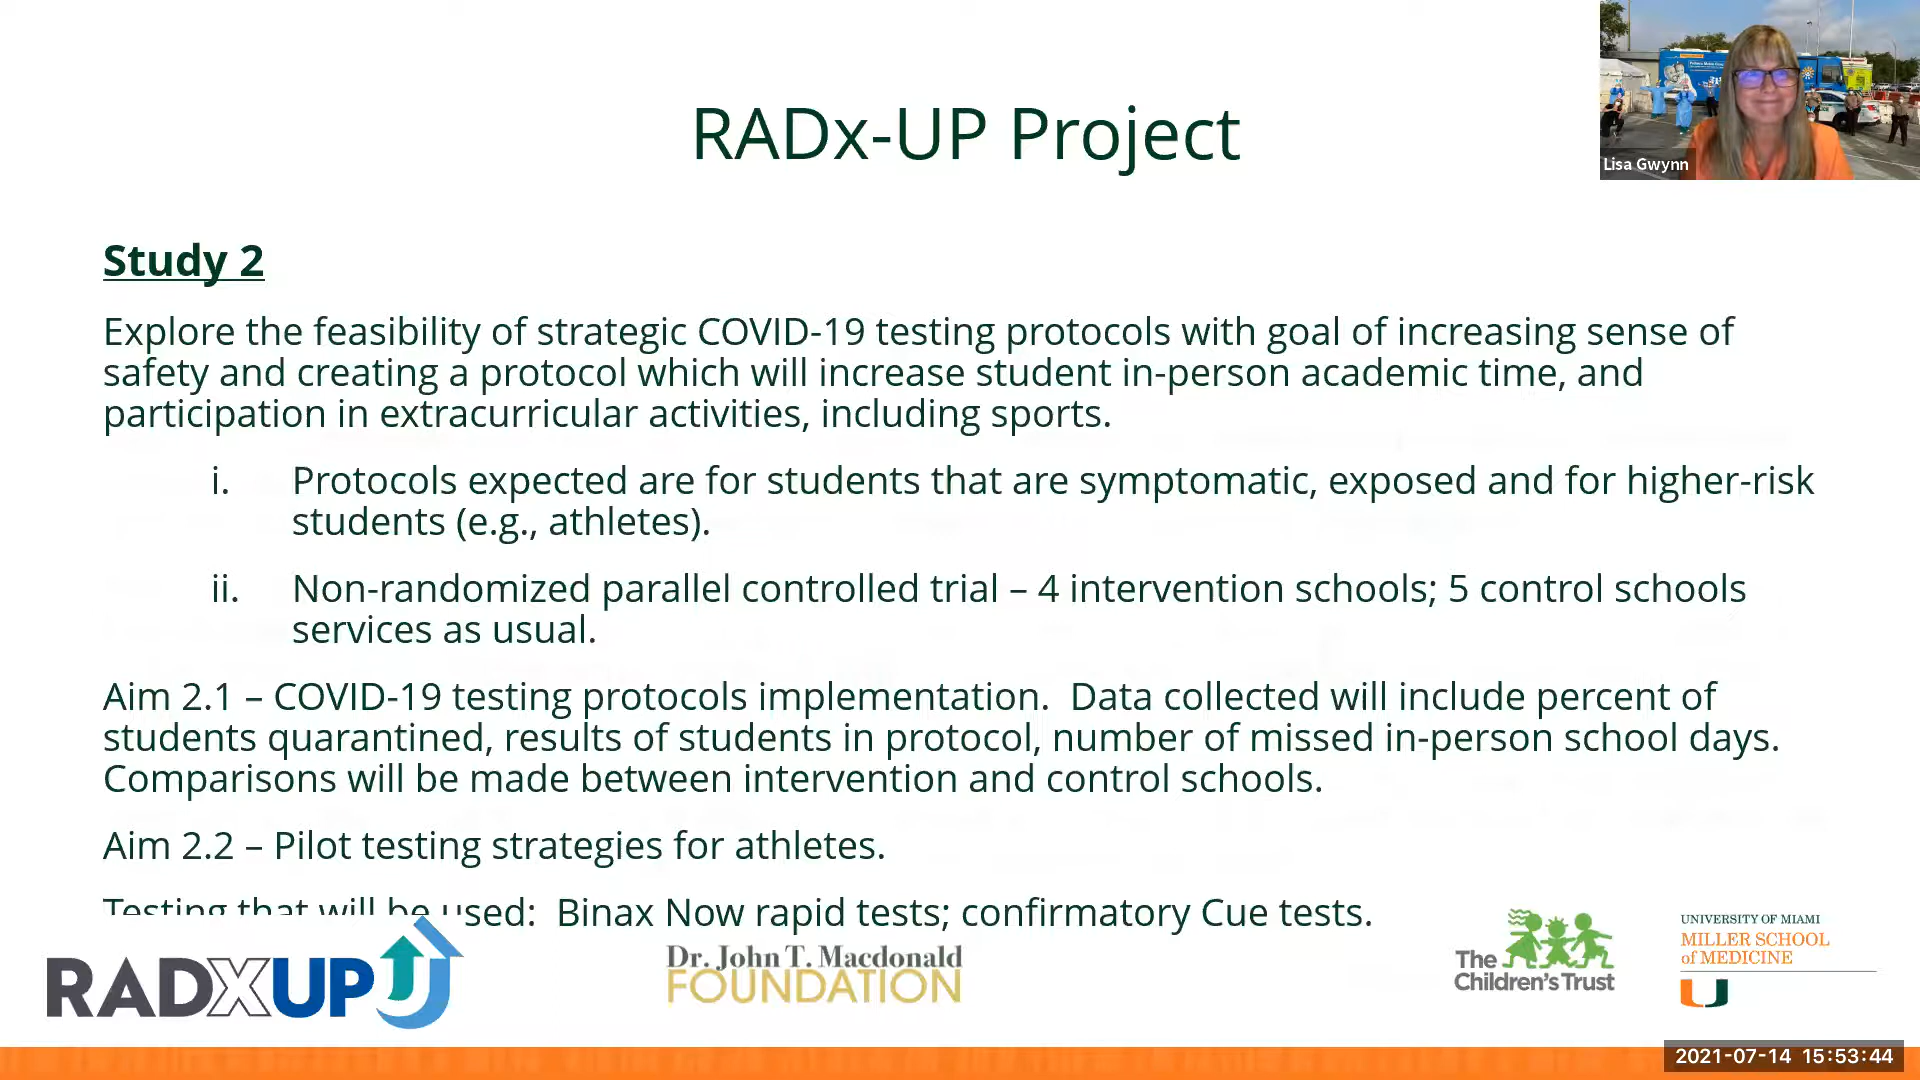 RADx-UP Project
Lisa Gwynn
Study 2
Explore the feasibility of strategic COVID-19 testing protocols with goal of increasing sense of
safety and creating a protocol which will increase student in-person academic time, and
participation in extracurricular activities, including sports.
i. Protocols expected are for students that are symptomatic, exposed and for higher-risk
students (e.g., athletes).
ii. Non-randomized parallel controlled trial – 4 intervention schools; 5 control schools
services as usual.
Aim 2.1 – COVID-19 testing protocols implementation.  Data collected will include percent of
students quarantined, results of students in protocol, number of missed in-person school days.
Comparisons will be made between intervention and control schools.
Aim 2.2 – Pilot testing strategies for athletes.
Testing that will be used:  Binax Now rapid tests; confirmatory Cue tests.
RADXUP
Dr. John T. Macdonald
FOUNDATION
The
Children's Trust
UNIVERSITY OF MIAMI
MILLER SCHOOL
of MEDICINE
2021-07-14 15:53:44